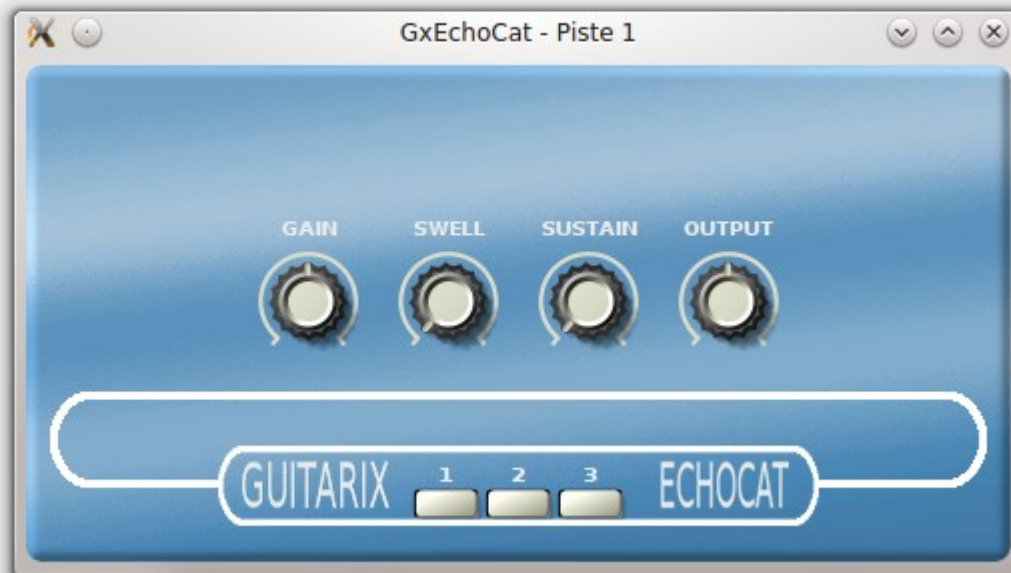 GxEchoCat - Piste 1
GAIN SWELL SUSTAIN OUTPUT
GUITARIX 1 2 3 ECHOCAT